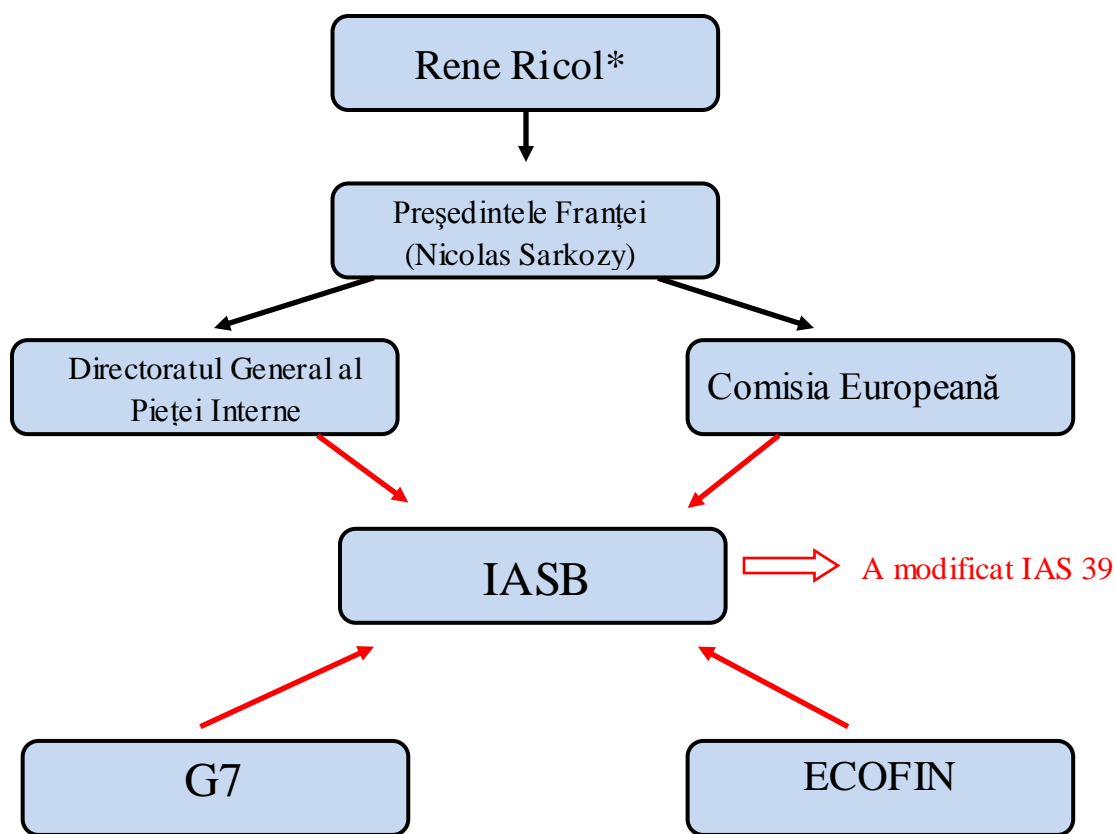 Rene Ricol*
Preşedintele Franței
(Nicolas Sarkozy)
Directoratul General al
Pieței Interne
Comisia Europeană
IASB
A modificat IAS 39
G7
ECOFIN